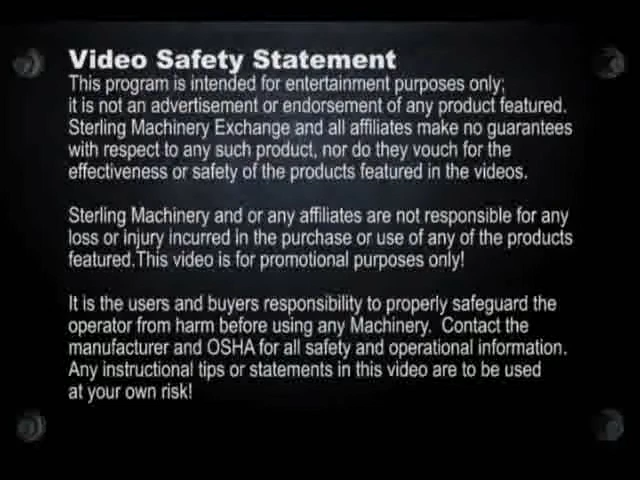 Video Safety Statement
This program is intended for entertainment purposes only;
it is not an advertisement or endorsement of any product featured.
Sterling Machinery Exchange and all affiliates make no guarantees
with respect to any such product, nor do they vouch for the
effectiveness or safety of the products featured in the videos.
Sterling Machinery and or any affiliates are not responsible for any
loss or injury incurred in the purchase or use of any of the products
featured.This video is for promotional purposes only!
It is the users and buyers responsibility to properly safeguard the
operator from harm before using any Machinery. Contact the
manufacturer and OSHA for all safety and operational information.
Any instructional tips or statements in this video are to be used
at your own risk!